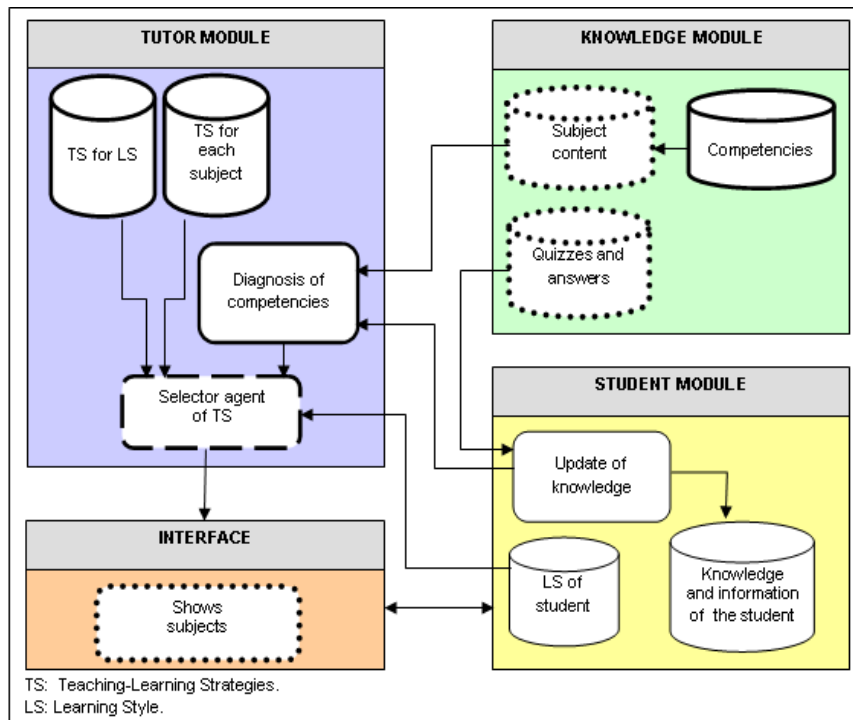 TUTOR MODULE
TS for LS
TS for
each
subject
Diagnosis of
competencies
Selector agent
of TS
KNOWLEDGE MODULE
Subject
content
Competencies
Quizzes and
answers
STUDENT MODULE
Update of
knowledge
LS of
student
Knowledge
and information
of the student
INTERFACE
Shows
subjects
TS: Teaching-Learning Strategies.
LS: Learning Style.